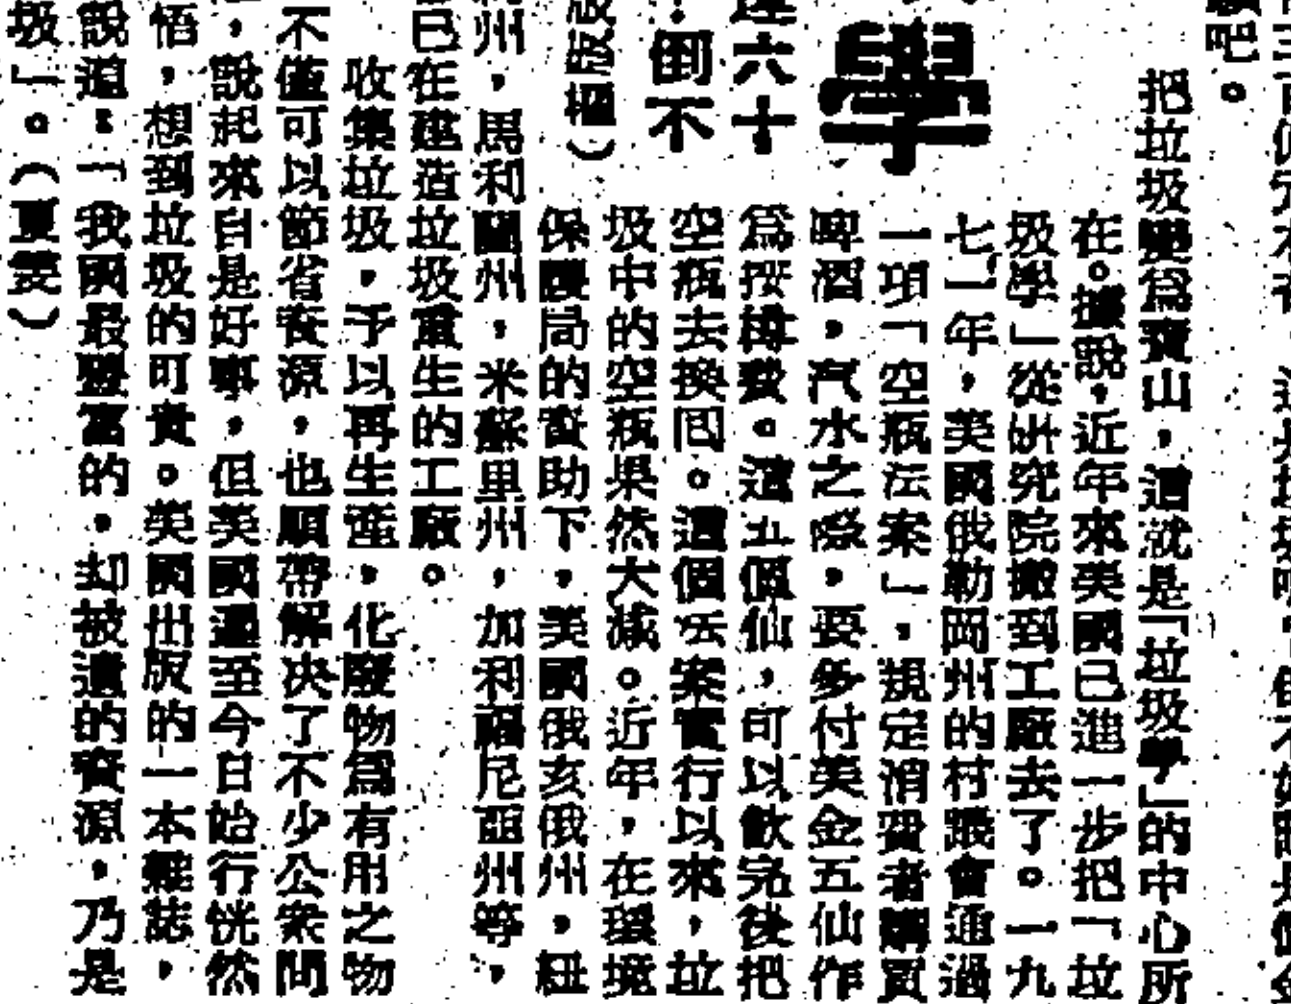 吧。
把垃圾變爲寶山，這就是「垃圾學」的中心所
在。據說，近年來美國已進一步把「垃
圾學」從研究院搬到工廠去了。一九
七一年，美國俄勒岡州的村議會通過
一項「空瓶法案」，規定消費者購買
啤酒，汽水之際，要多付美金五仙作
爲按樽費。這五個仙，可以飲完後把
空瓶去換囘。這個法案實行以來，垃
圾中的空瓶果然大減。近年，在環境
保護局的資助下，美國俄亥俄州，紐
州，馬利蘭州，米蘇里州，加利福尼亞州等，
已在建造垃圾重生的工廠。
收集垃圾，予以再生產，化廢物爲有用之物
不僅可以節省資源，也順帶解决了不少公衆問
，說起來自是好事，但美國遲至今日始行恍然
悟，想到垃圾的可貴。美國出版的一本雜誌，
說道：「我國最豐富的，却被遺的資源，乃是
圾」。（夏雯）
學
六十
倒不